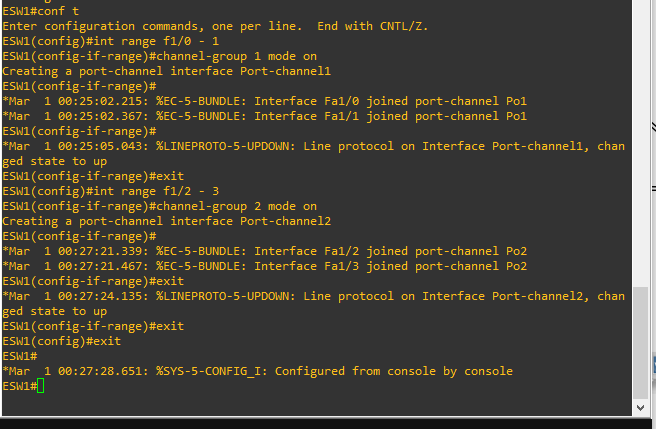 ESW1#conf t
Enter configuration commands, one per line.  End with CNTL/Z.
ESW1(config)#int range f1/0 - 1
ESW1(config-if-range)#channel-group 1 mode on
Creating a port-channel interface Port-channel1
ESW1(config-if-range)#
*Mar  1 00:25:02.215: %EC-5-BUNDLE: Interface Fa1/0 joined port-channel Po1
*Mar  1 00:25:02.367: %EC-5-BUNDLE: Interface Fa1/1 joined port-channel Po1
ESW1(config-if-range)#
*Mar  1 00:25:05.043: %LINEPROTO-5-UPDOWN: Line protocol on Interface Port-channel1, chan
ged state to up
ESW1(config-if-range)#exit
ESW1(config)#int range f1/2 - 3
ESW1(config-if-range)#channel-group 2 mode on
Creating a port-channel interface Port-channel2
ESW1(config-if-range)#
*Mar  1 00:27:21.339: %EC-5-BUNDLE: Interface Fa1/2 joined port-channel Po2
*Mar  1 00:27:21.467: %EC-5-BUNDLE: Interface Fa1/3 joined port-channel Po2
ESW1(config-if-range)#exit
*Mar  1 00:27:24.135: %LINEPROTO-5-UPDOWN: Line protocol on Interface Port-channel2, chan
ged state to up
ESW1(config-if-range)#exit
ESW1(config)#exit
ESW1#
*Mar  1 00:27:28.651: %SYS-5-CONFIG_I: Configured from console by console
ESW1#